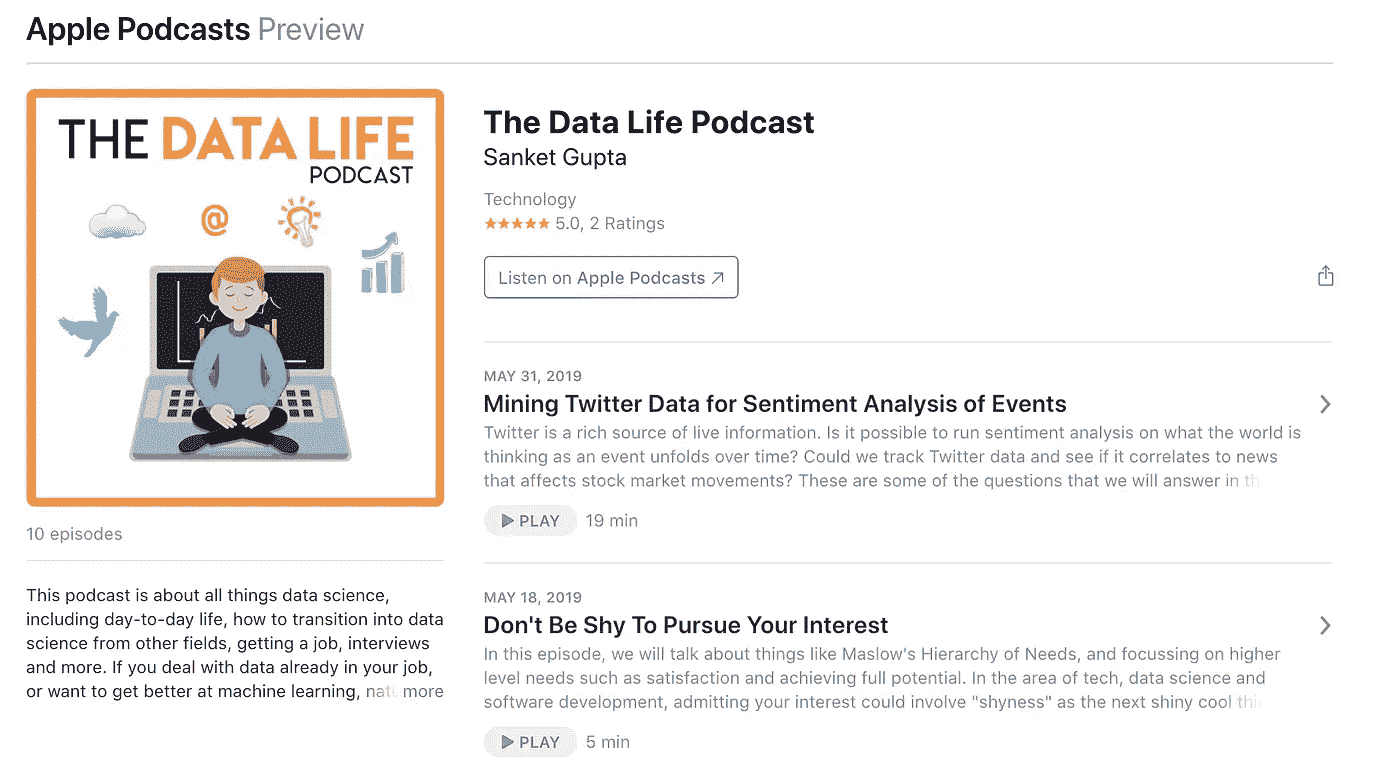 Apple Podcasts Preview
THE DATA LIFE
PODCAST
@
10 episodes
This podcast is about all things data science,
including day-to-day life, how to transition into data
science from other fields, getting a job, interviews
and more. If you deal with data already in your job,
or want to get better at machine learning, more
The Data Life Podcast
Sanket Gupta
Technology
★★★★★ 5.0, 2 Ratings
Listen on Apple Podcasts ↗
MAY 31, 2019
Mining Twitter Data for Sentiment Analysis of Events
Twitter is a rich source of live information. Is it possible to run sentiment analysis on what the world is
thinking as an event unfolds over time? Could we track Twitter data and see if it correlates to news
that affects stock market movements? These are some of the questions that we will answer in
▶ PLAY 19 min
MAY 18, 2019
Don't Be Shy To Pursue Your Interest
In this episode, we will talk about things like Maslow's Hierarchy of Needs, and focussing on higher
level needs such as satisfaction and achieving full potential. In the area of tech, data science and
software development, admitting your interest could involve "shyness" as the next shiny cool
▶ PLAY 5 min